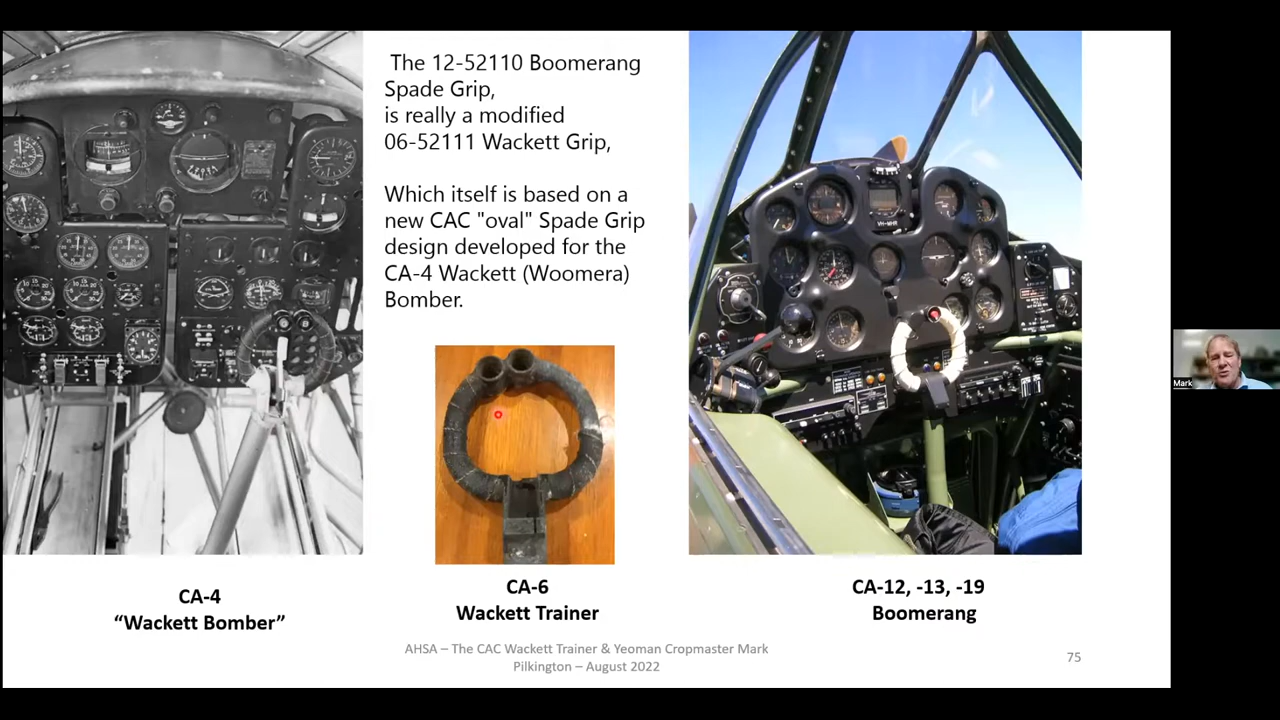 The 12-52110 Boomerang
Spade Grip,
is really a modified
06-52111 Wackett Grip,
Which itself is based on a
new CAC "oval" Spade Grip
design developed for the
CA-4 Wackett (Woomera)
Bomber.
VH-MHR
CA-4
“Wackett Bomber”
CA-6
Wackett Trainer
CA-12, -13, -19
Boomerang
AHSA – The CAC Wackett Trainer & Yeoman Cropmaster Mark
Pilkington – August 2022
75
Mark